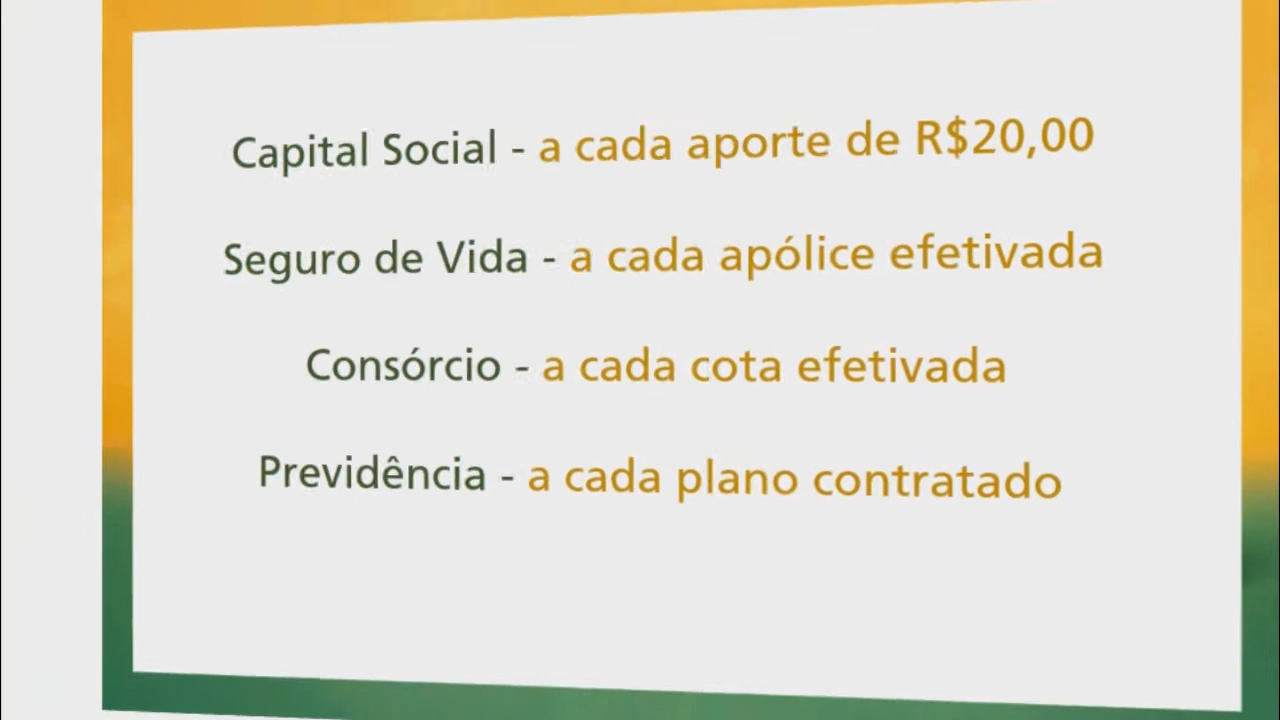 Capital Social - a cada aporte de R$20,00
Seguro de Vida - a cada apólice efetivada
Consórcio - a cada cota efetivada
Previdência - a cada plano contratado